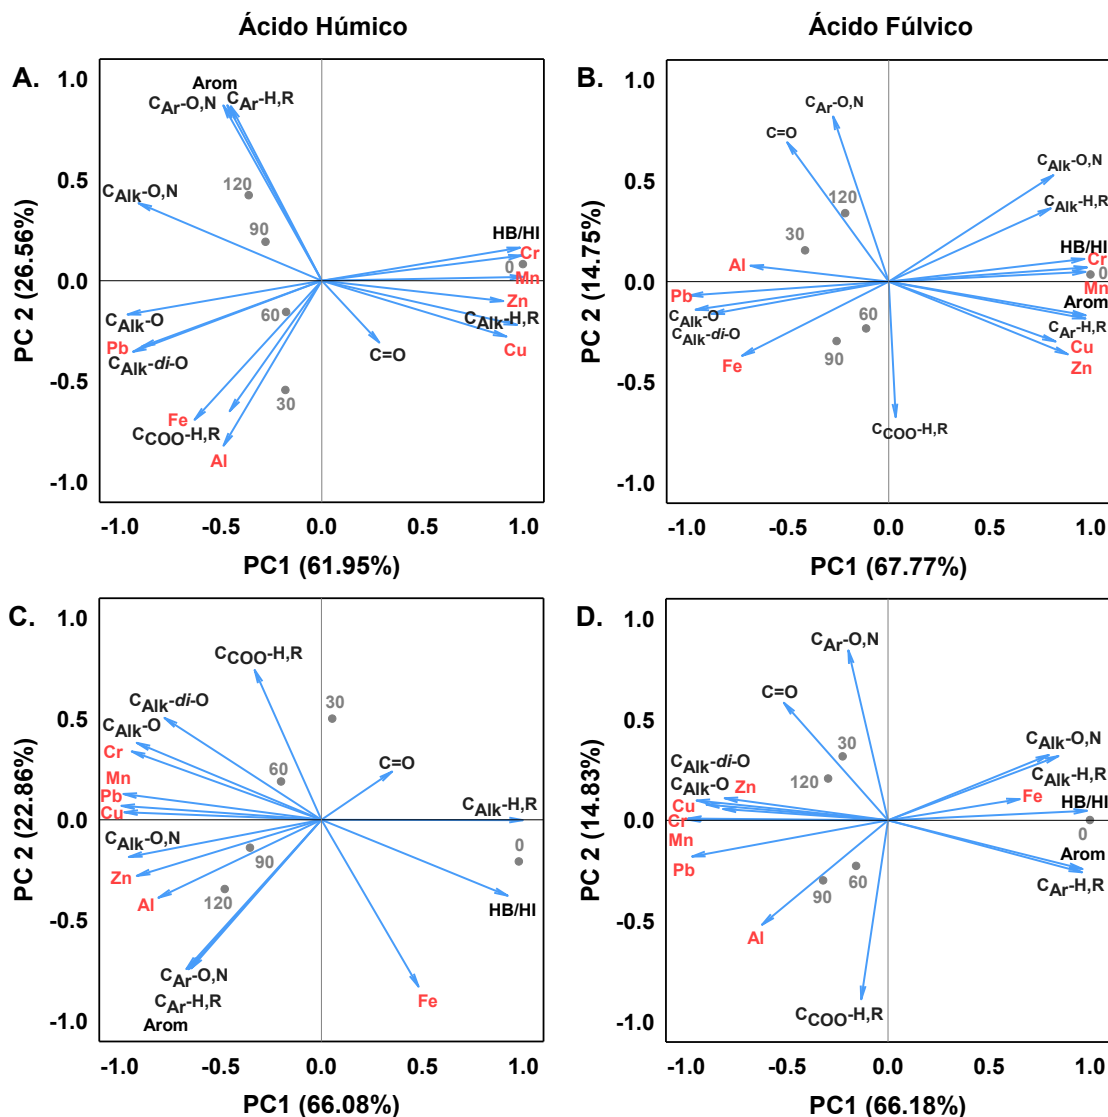 Ácido Húmico
Ácido Fúlvico
A.
1.0
0.5
0.0
-0.5
-1.0
PC 2 (26.56%)
Arom
CAr-O,N
CAr-H,R
120
CAlk-O,N
90
HB/HI
Cr
0
Mn
Zn
CAlk-O
60
CAlk-H,R
Pb
CAlk-di-O
C=O
Cu
30
Fe
CCOO-H,R
Al
-1.0
-0.5
0.0
0.5
1.0
PC1 (61.95%)
B.
1.0
0.5
0.0
-0.5
-1.0
PC 2 (14.75%)
CAr-O,N
C=O
CAlk-O,N
120
CAlk-H,R
30
HB/HI
Al
Cr
0
Pb
Mn
CAlk-O
Arom
60
CAlk-di-O
CAr-H,R
Cu
90
Fe
Zn
CCOO-H,R
-1.0
-0.5
0.0
0.5
1.0
PC1 (67.77%)
C.
1.0
0.5
0.0
-0.5
-1.0
PC 2 (22.86%)
CCOO-H,R
CAlk-di-O
30
CAlk-O
Cr
60
C=O
Mn
Pb
CAlk-H,R
Cu
CAlk-O,N
0
90
Zn
Al
120
HB/HI
CAr-O,N
Fe
CAr-H,R
Arom
-1.0
-0.5
0.0
0.5
1.0
PC1 (66.08%)
D.
1.0
0.5
0.0
-0.5
-1.0
PC 2 (14.83%)
CAr-O,N
C=O
30
CAlk-O,N
CAlk-di-O
120
CAlk-H,R
CAlk-O
Zn
Fe
Cu
HB/HI
Cr
0
Mn
Arom
Pb
60
CAr-H,R
90
Al
CCOO-H,R
-1.0
-0.5
0.0
0.5
1.0
PC1 (66.18%)